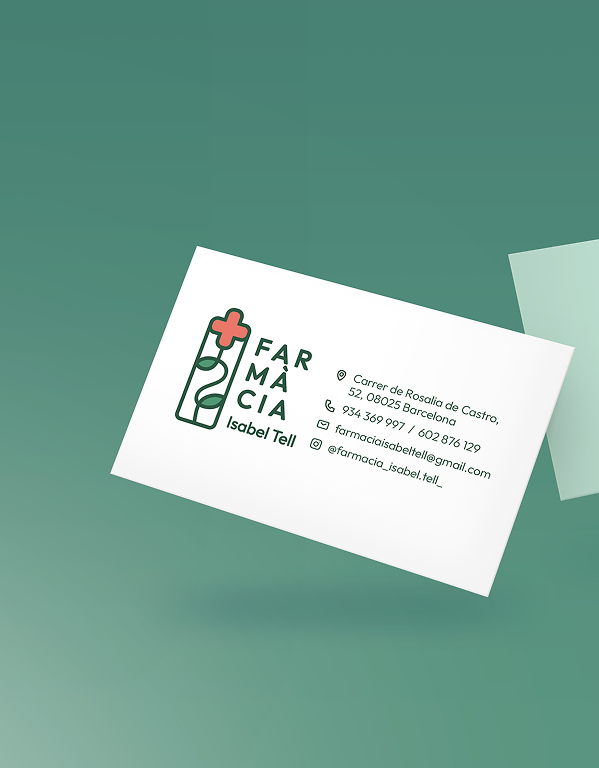 FAR
MÀ
CIA
Isabel Tell
Carrer de Rosalia de Castro,
52, 08025 Barcelona
934 369 997 / 602 876 129
farmaciaisabeltell@gmail.com
@farmacia_isabel.tell_